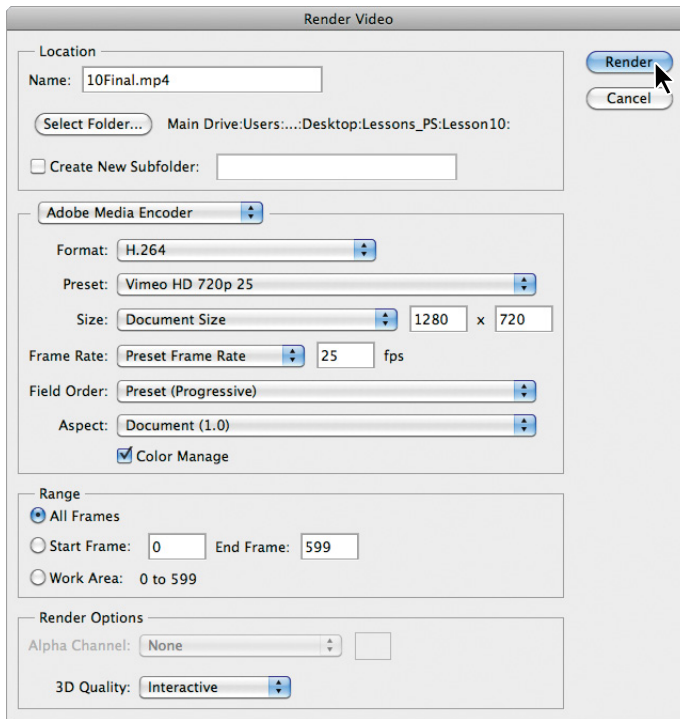 Render Video
Location
Name: 10Final.mp4
Render
Cancel
Select Folder... Main Drive:Users:...:Desktop:Lessons_PS:Lesson10:
Create New Subfolder:
Adobe Media Encoder
Format: H.264
Preset: Vimeo HD 720p 25
Size: Document Size 1280 x 720
Frame Rate: Preset Frame Rate 25 fps
Field Order: Preset (Progressive)
Aspect: Document (1.0)
Color Manage
Range
All Frames
Start Frame: 0 End Frame: 599
Work Area: 0 to 599
Render Options
Alpha Channel: None
3D Quality: Interactive